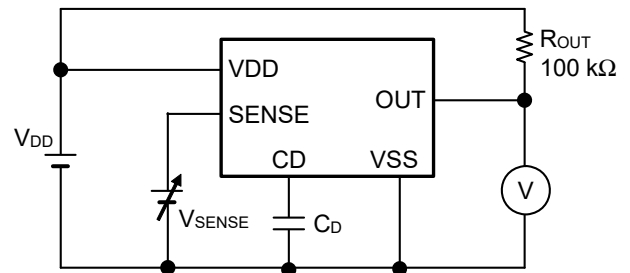 ROUT
100 kΩ
VDD
OUT
SENSE
VDD
CD
VSS
V
VSENSE
CD